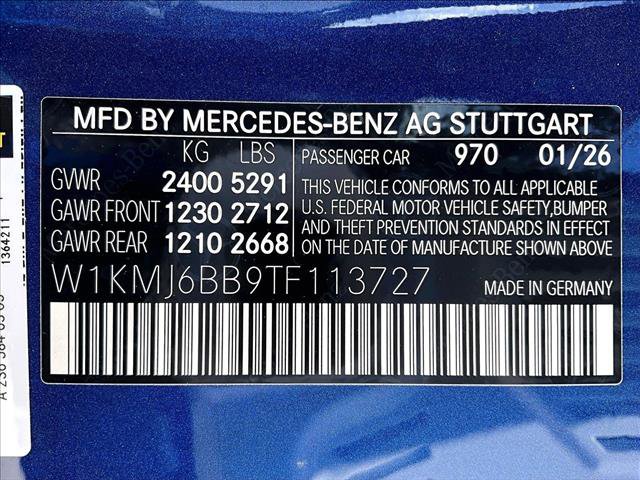 MFD BY MERCEDES-BENZ AG STUTTGART
KG LBS
GVWR 2400 5291
GAWR FRONT 1230 2712
GAWR REAR 1210 2668
PASSENGER CAR 970 01/26
THIS VEHICLE CONFORMS TO ALL APPLICABLE
U.S. FEDERAL MOTOR VEHICLE SAFETY,BUMPER
AND THEFT PREVENTION STANDARDS IN EFFECT
ON THE DATE OF MANUFACTURE SHOWN ABOVE
W1KMJ6BB9TF113727
MADE IN GERMANY
1364211